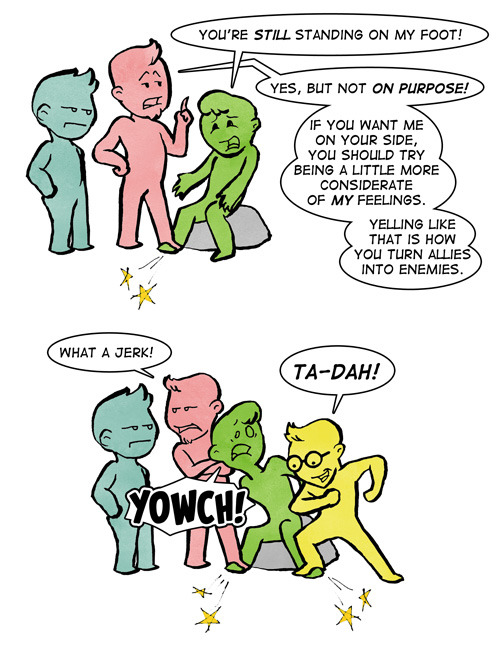 YOU'RE STILL STANDING ON MY FOOT!
YES, BUT NOT ON PURPOSE!
IF YOU WANT ME
ON YOUR SIDE,
YOU SHOULD TRY
BEING A LITTLE MORE
CONSIDERATE
OF MY FEELINGS.
YELLING LIKE
THAT IS HOW
YOU TURN ALLIES
INTO ENEMIES.
WHAT A JERK!
TA-DAH!
YOWCH!